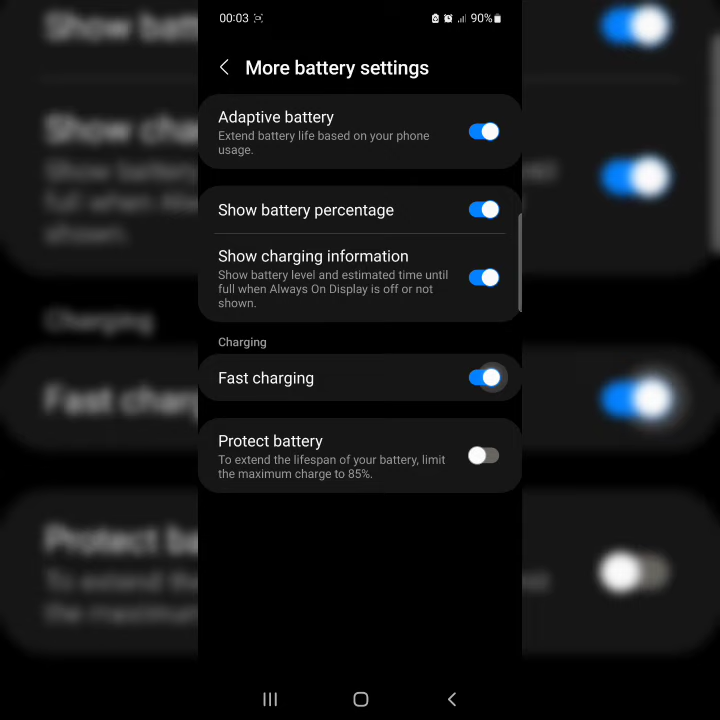 00:03 90%
More battery settings
Adaptive battery
Extend battery life based on your phone
usage.
Show battery percentage
Show charging information
Show battery level and estimated time until
full when Always On Display is off or not
shown.
Charging
Fast charging
Protect battery
To extend the lifespan of your battery, limit
the maximum charge to 85%.